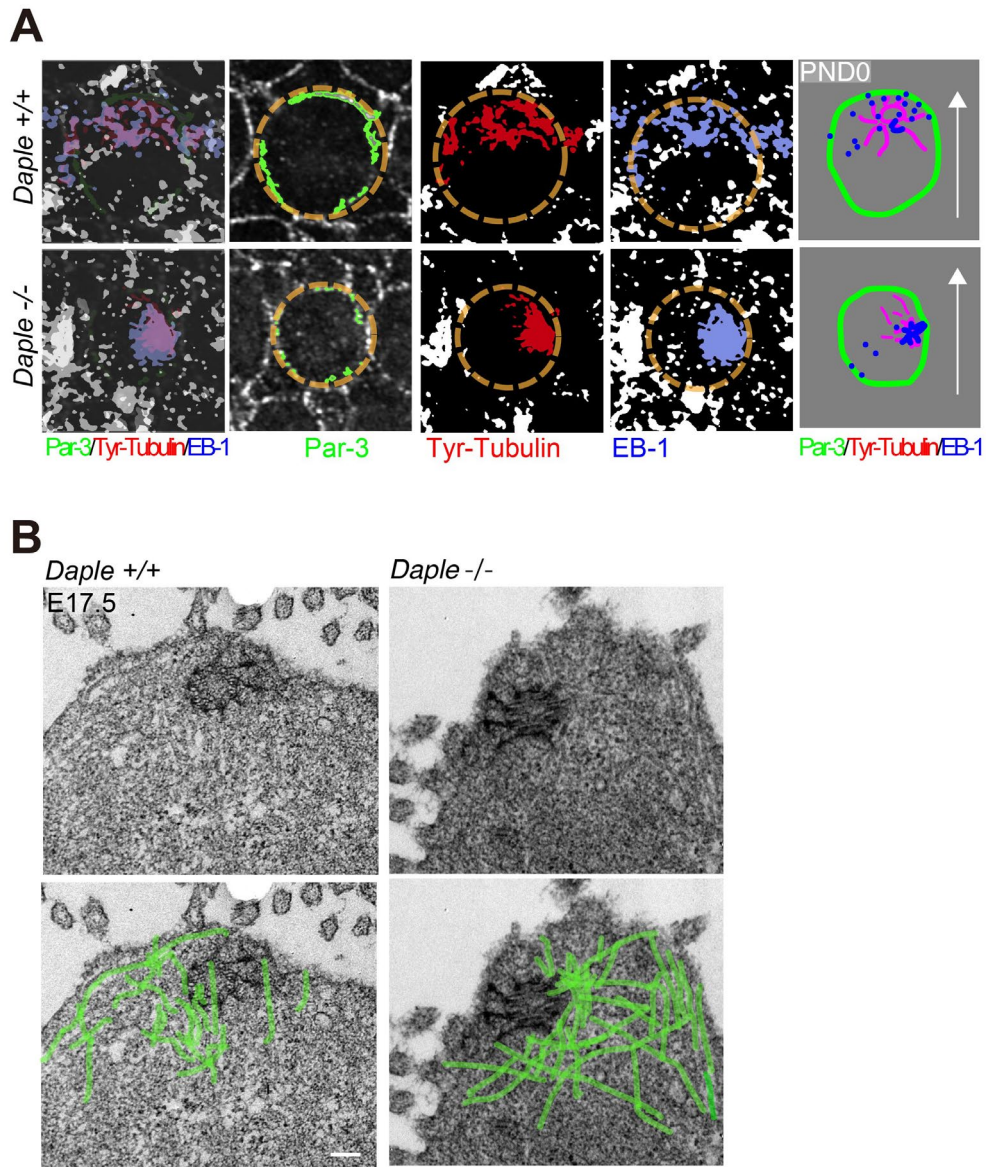 A
Daple +/+
PND0
Daple -/-
Par-3/Tyr-Tubulin/EB-1
Par-3
Tyr-Tubulin
EB-1
Par-3/Tyr-Tubulin/EB-1
B
Daple +/+
Daple -/-
E17.5